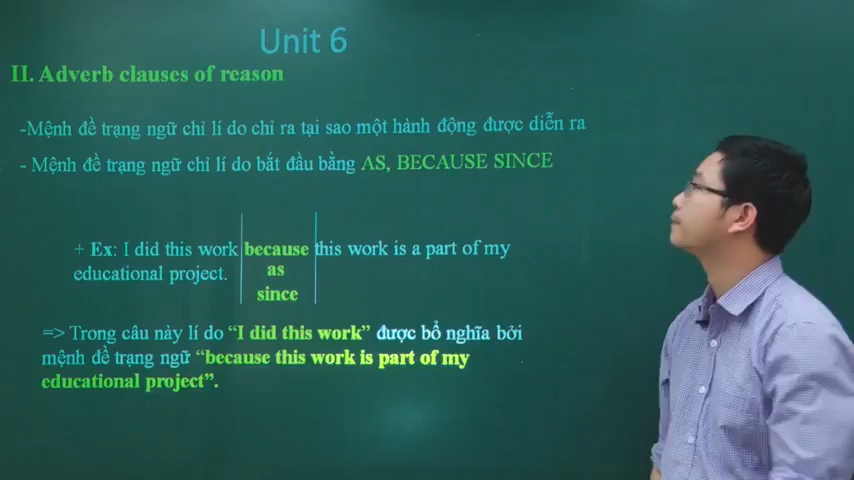 Unit 6
II. Adverb clauses of reason
-Mệnh đề trạng ngữ chỉ lí do chỉ ra tại sao một hành động được diễn ra
- Mệnh đề trạng ngữ chỉ lí do bắt đầu bằng AS, BECAUSE SINCE
+ Ex: I did this work because this work is a part of my
educational project. as
since
=> Trong câu này lí do “I did this work” được bổ nghĩa bởi
mệnh đề trạng ngữ “because this work is part of my
educational project”.